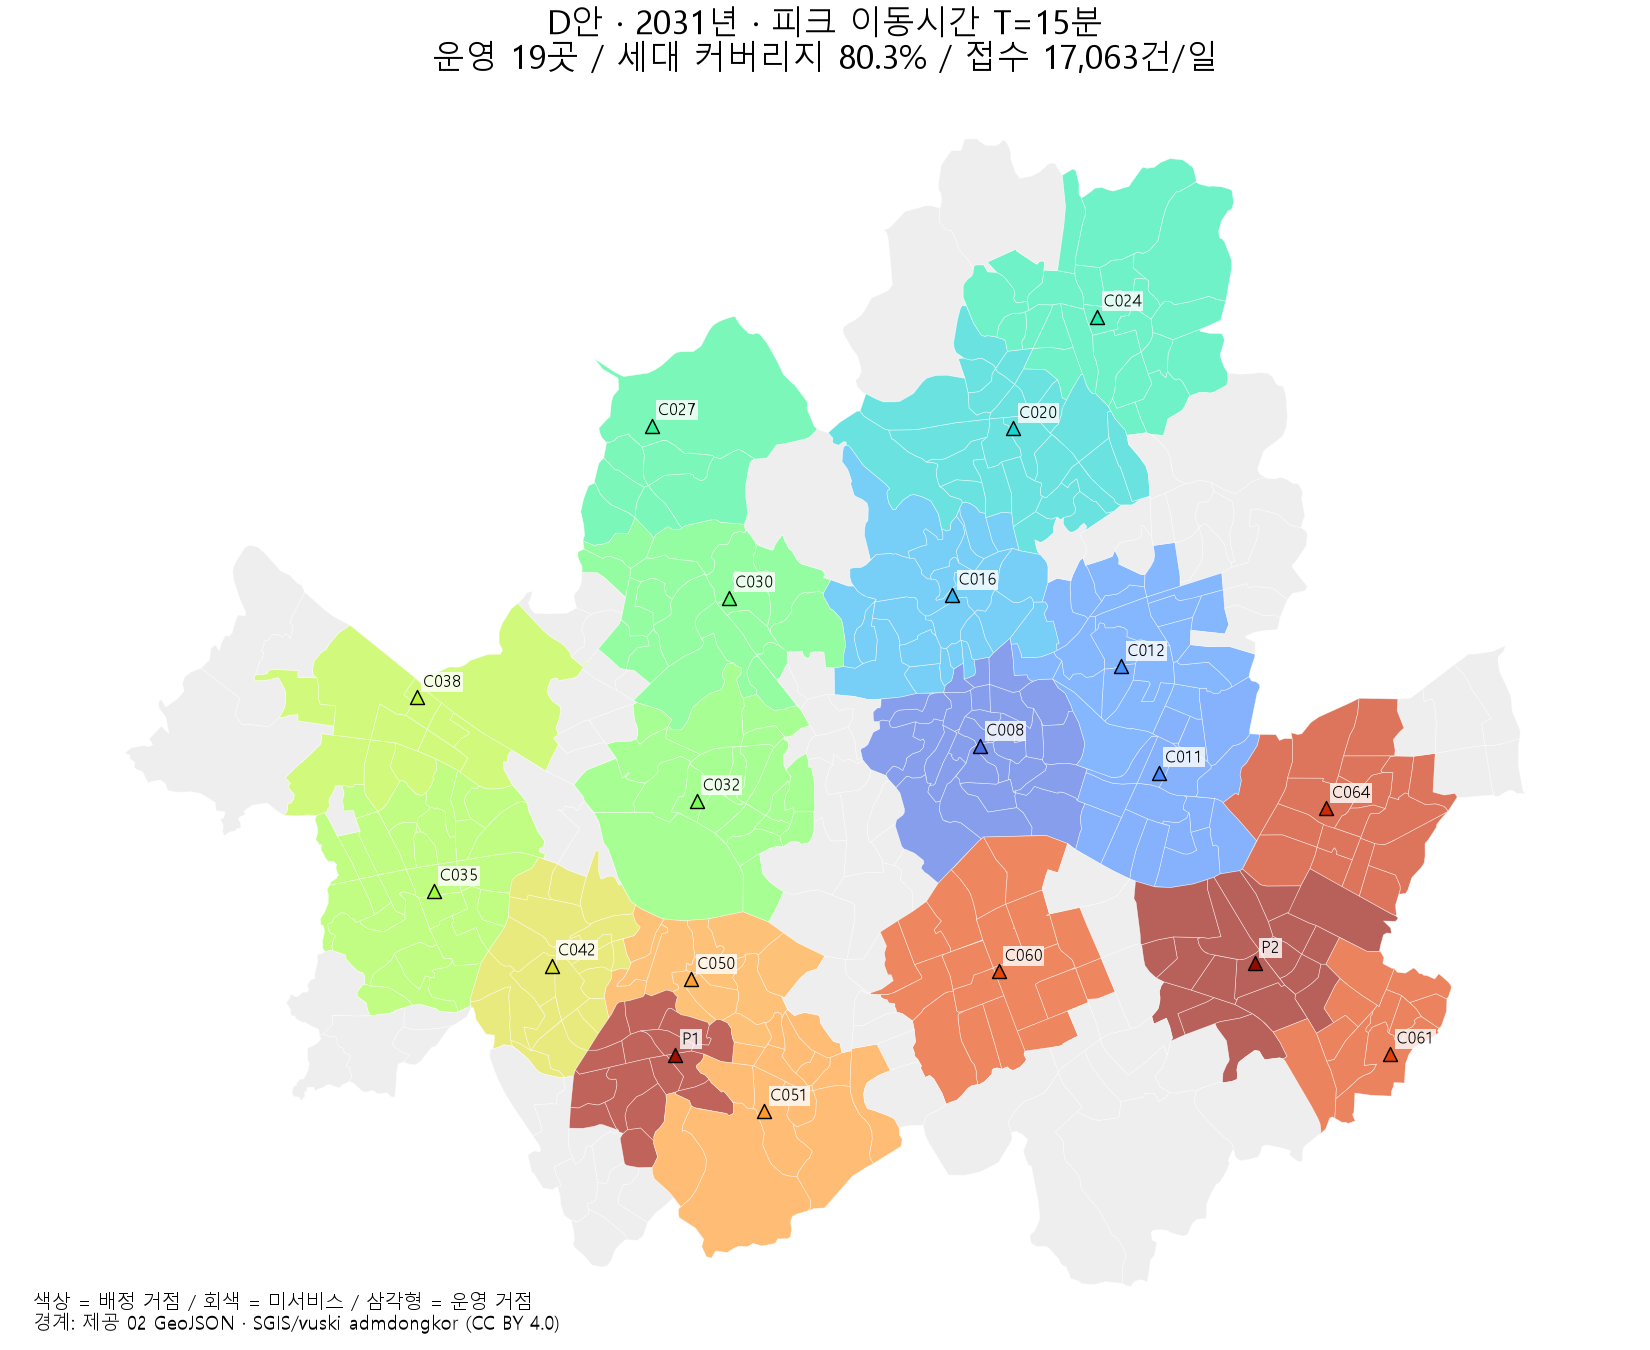 D안 · 2031년 · 피크 이동시간 T=15분
운영 19곳 / 세대 커버리지 80.3% / 접수 17,063건/일
C024
C027
C020
C030
C016
C012
C038
C008
C011
C032
C064
C035
C042
P2
C050
C060
P1
C061
C051
색상 = 배정 거점 / 회색 = 미서비스 / 삼각형 = 운영 거점
경계: 제공 02 GeoJSON · SGIS/vuski admdongkor (CC BY 4.0)